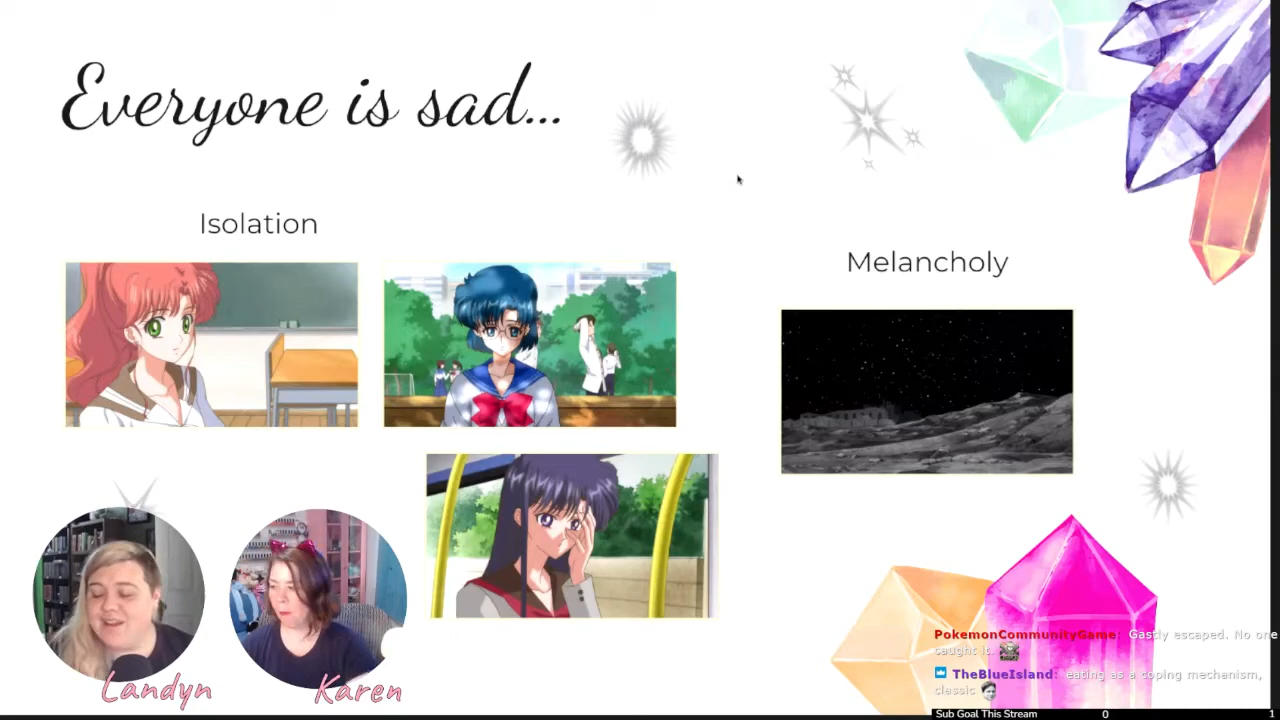 Everyone is sad...
Isolation
Melancholy
Landyn
Karen
PokemonCommunityGame: Gastly escaped. No one
caught it.
TheBlueIsland: eating as a coping mechanism,
classic
Sub Goal This Stream 0 1